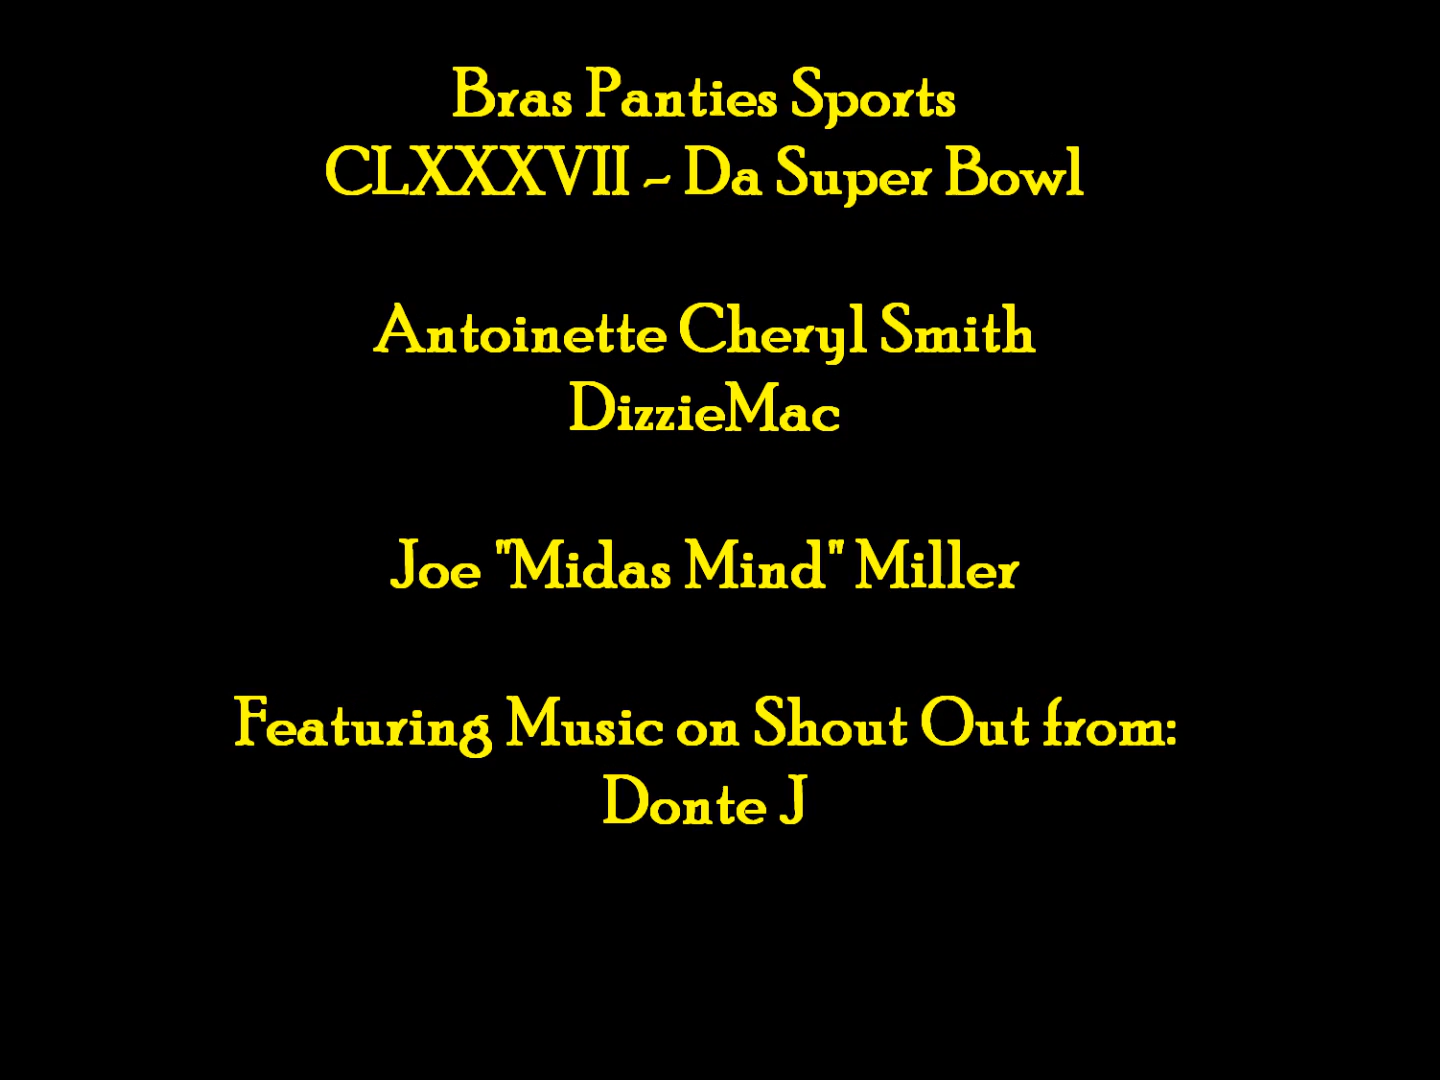 Bras Panties Sports
CLXXXVII - Da Super Bowl
Antoinette Cheryl Smith
DizzieMac
Joe "Midas Mind" Miller
Featuring Music on Shout Out from:
Donte J